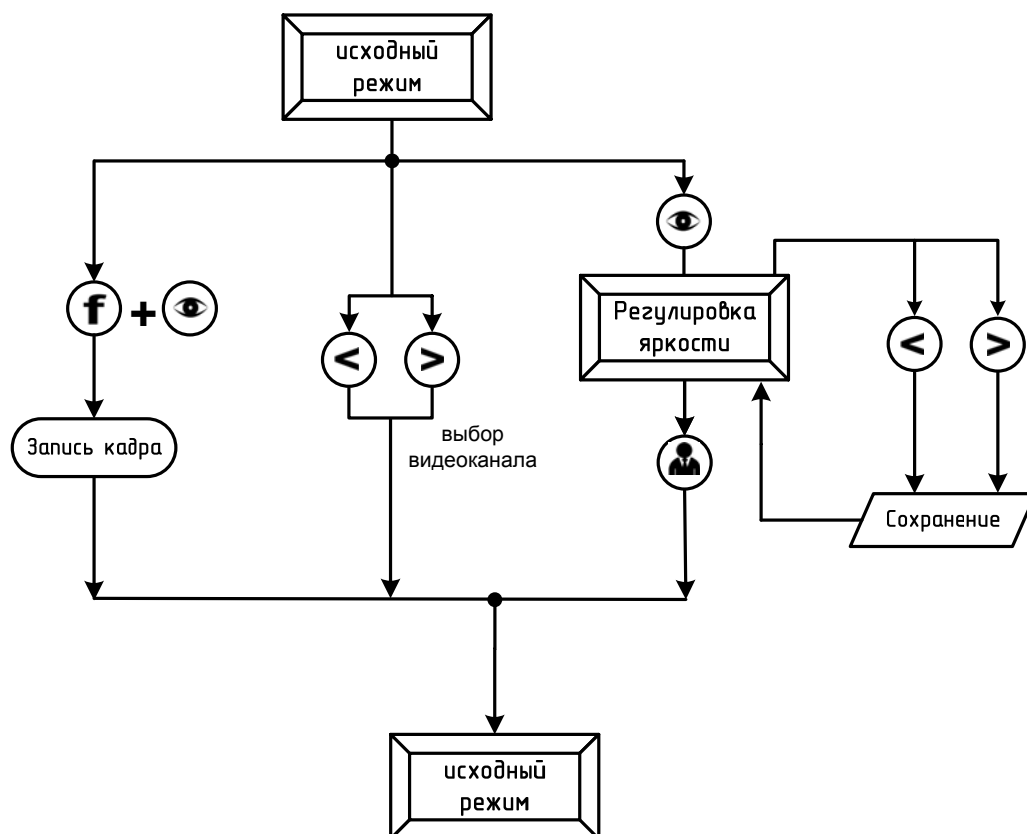 исходный
режим
f + 
< >
Регулировка
яркости
< >
Запись кадра
выбор
видеоканала
Сохранение
исходный
режим